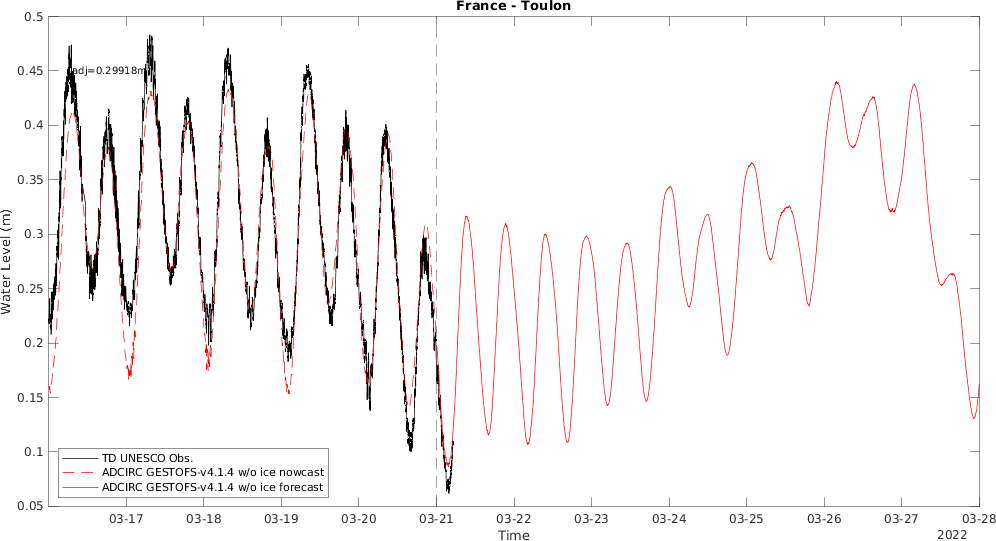 France - Toulon
0.5
0.45
0.4
0.35
0.3
0.25
0.2
0.15
0.1
0.05
Water Level (m)
adj=0.29918m
TD UNESCO Obs.
ADCIRC GESTOFS-v4.1.4 w/o ice nowcast
ADCIRC GESTOFS-v4.1.4 w/o ice forecast
03-17 03-18 03-19 03-20 03-21 03-22 03-23 03-24 03-25 03-26 03-27 03-28
Time
2022